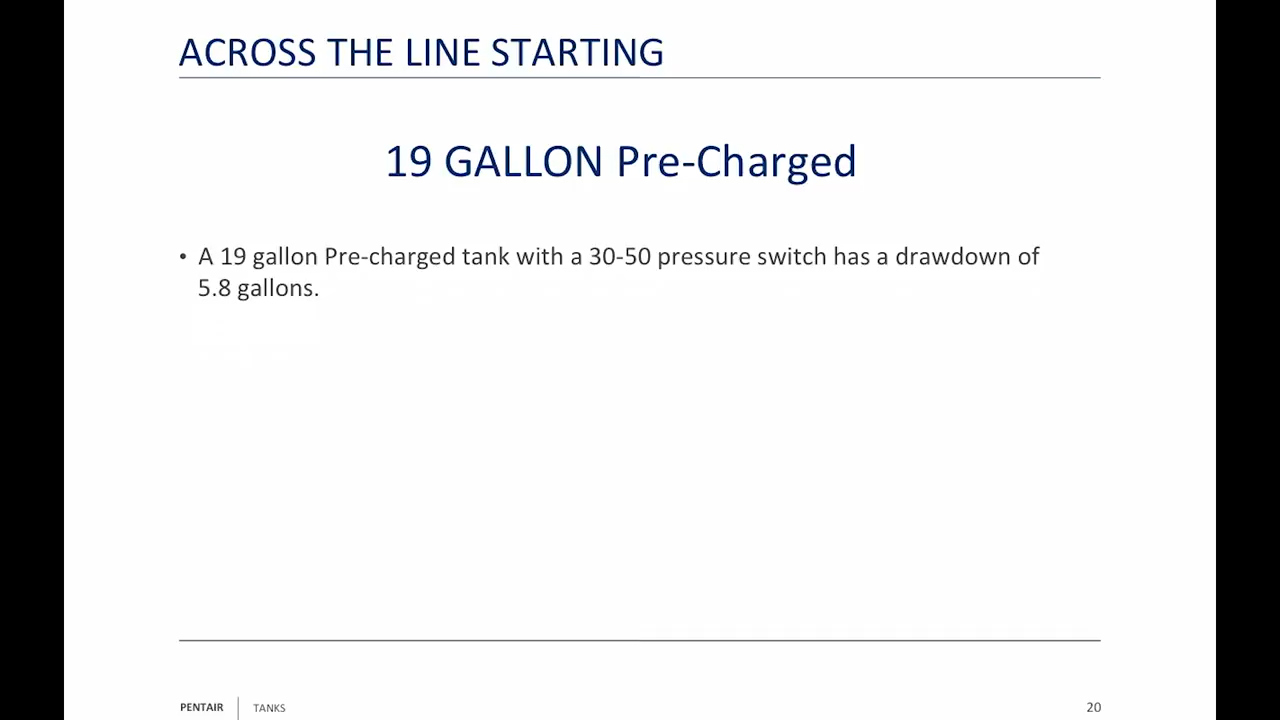 ACROSS THE LINE STARTING
19 GALLON Pre-Charged
• A 19 gallon Pre-charged tank with a 30-50 pressure switch has a drawdown of
5.8 gallons.
PENTAIR | TANKS 20